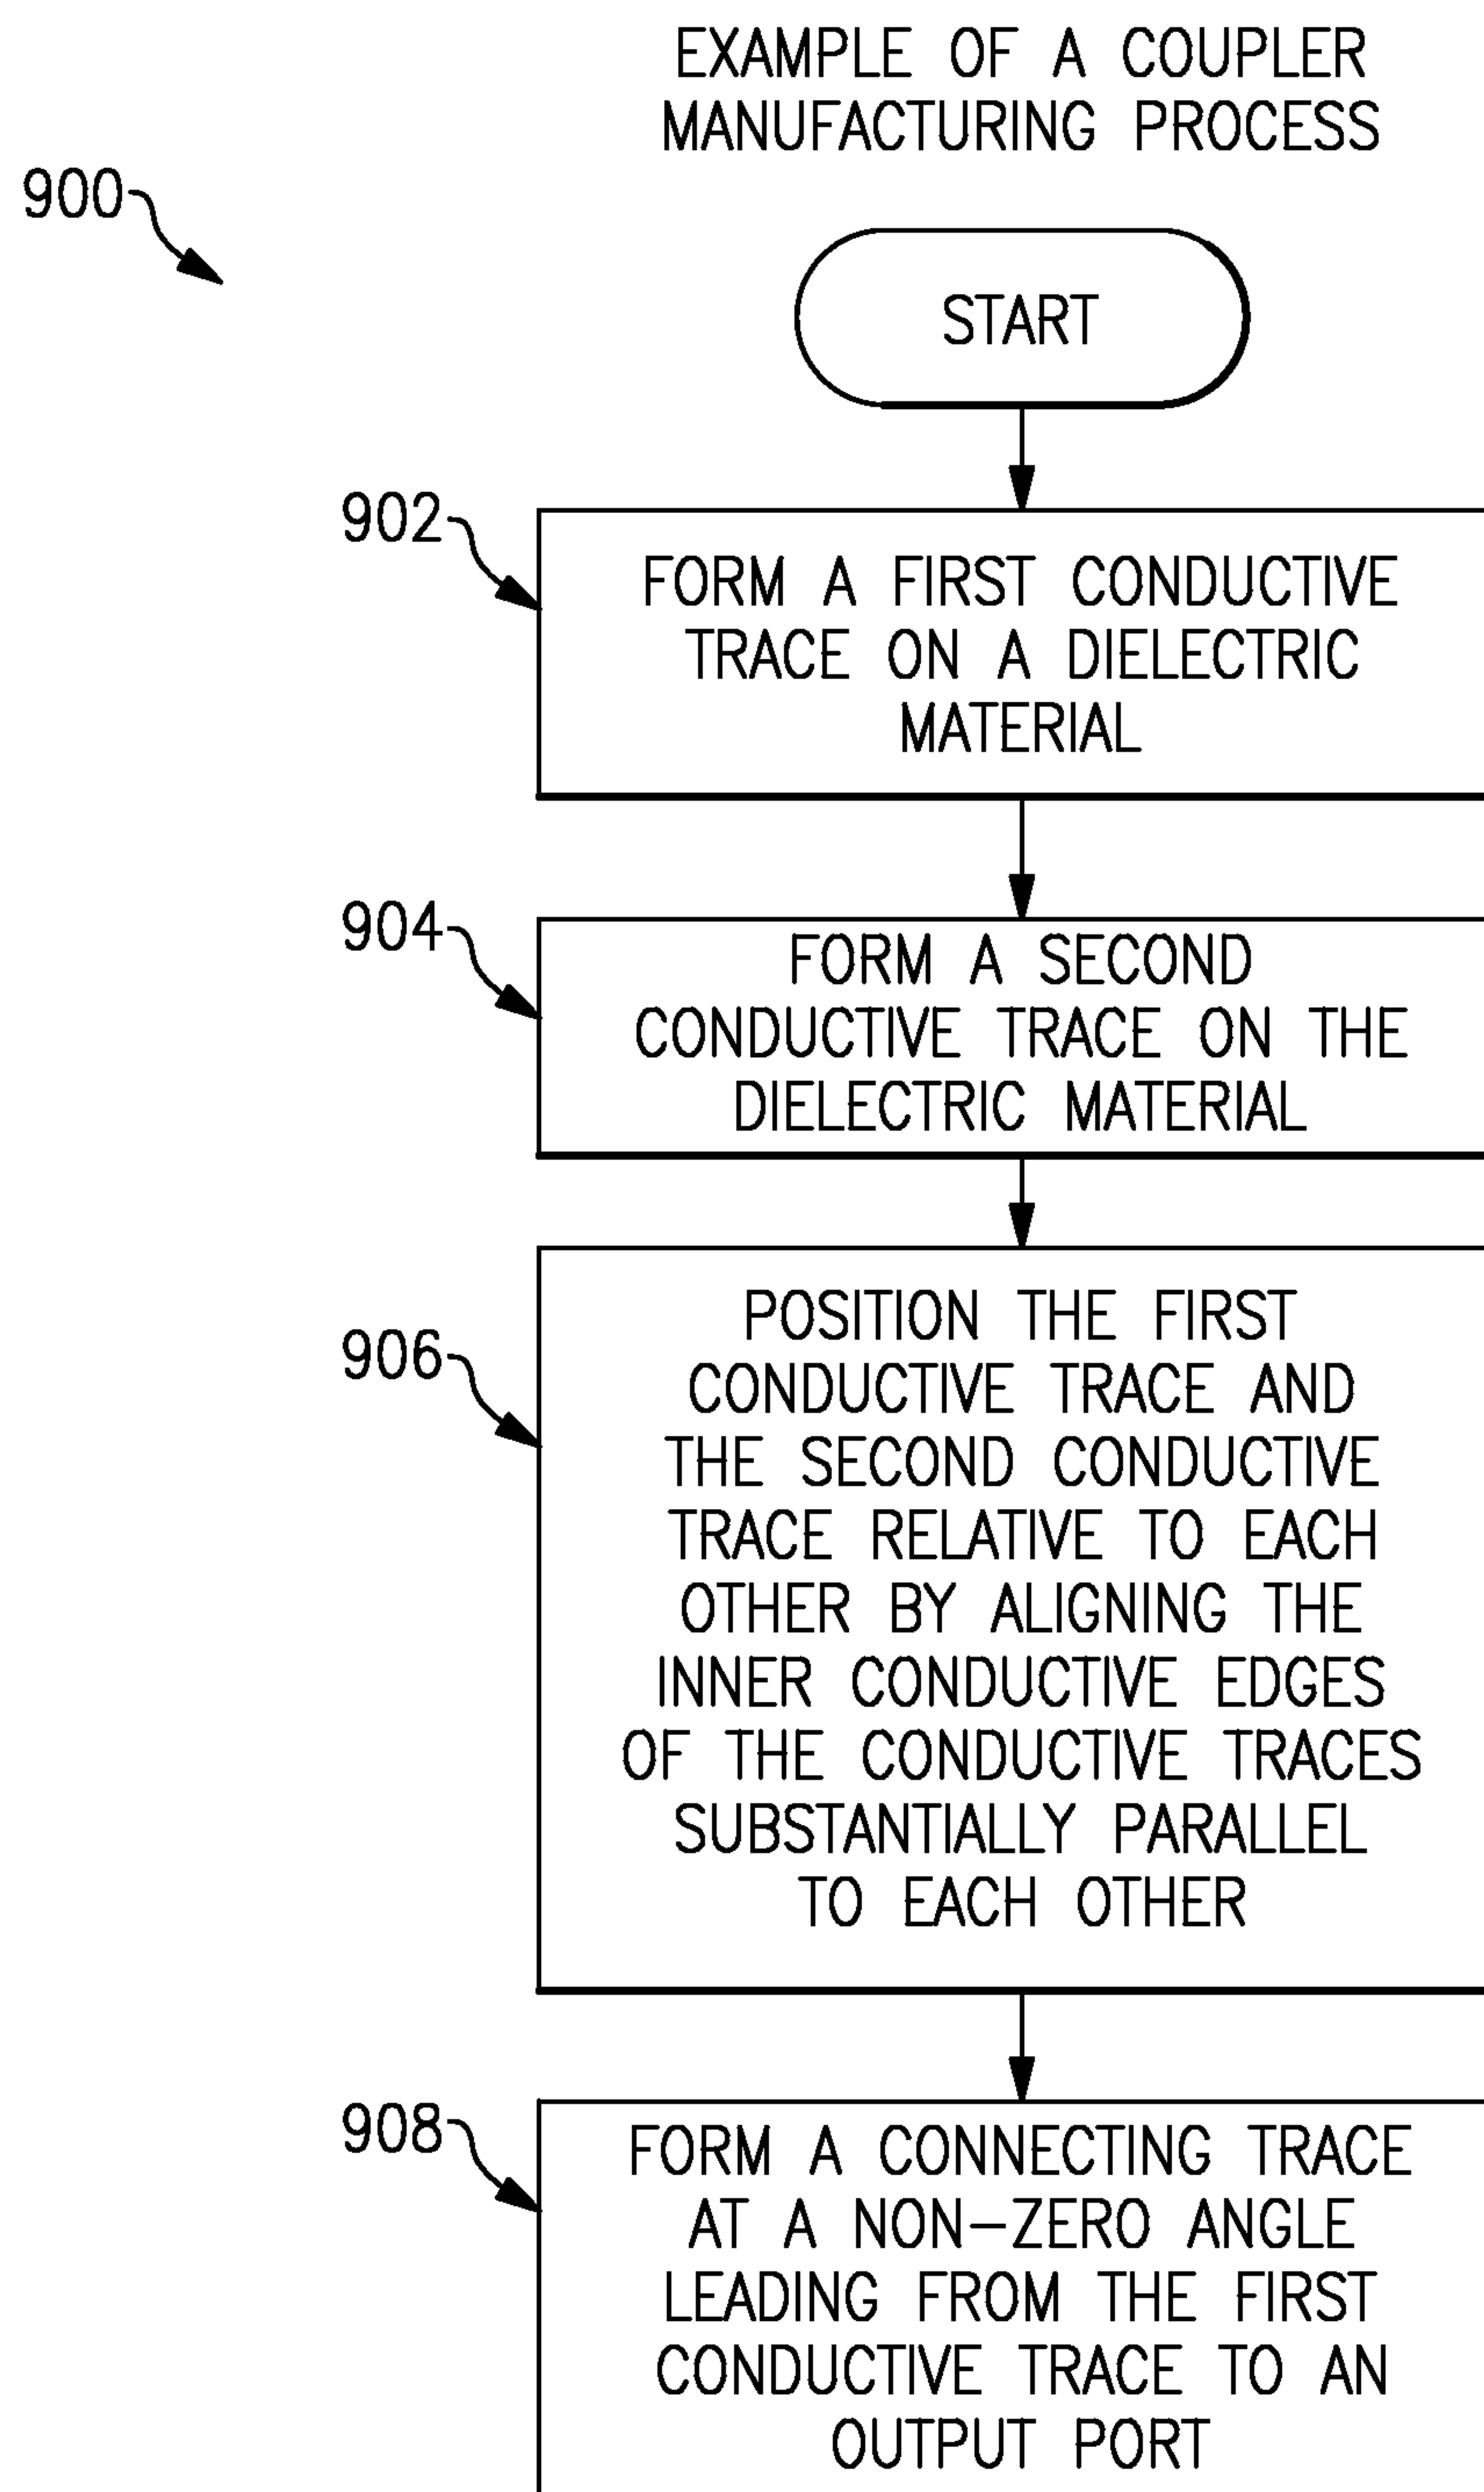 EXAMPLE OF A COUPLER
MANUFACTURING PROCESS
900
START
902
FORM A FIRST CONDUCTIVE
TRACE ON A DIELECTRIC
MATERIAL
904
FORM A SECOND
CONDUCTIVE TRACE ON THE
DIELECTRIC MATERIAL
906
POSITION THE FIRST
CONDUCTIVE TRACE AND
THE SECOND CONDUCTIVE
TRACE RELATIVE TO EACH
OTHER BY ALIGNING THE
INNER CONDUCTIVE EDGES
OF THE CONDUCTIVE TRACES
SUBSTANTIALLY PARALLEL
TO EACH OTHER
908
FORM A CONNECTING TRACE
AT A NON-ZERO ANGLE
LEADING FROM THE FIRST
CONDUCTIVE TRACE TO AN
OUTPUT PORT